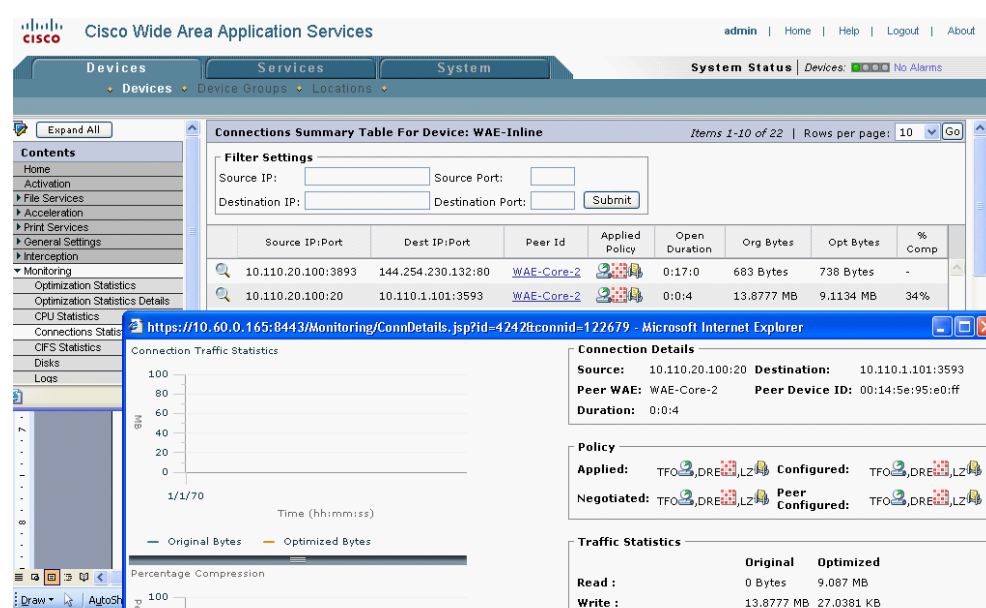 cisco
Cisco Wide Area Application Services
admin | Home | Help | Logout | About
Devices Services System
System Status | Devices: No Alarms
Devices Device Groups Locations
Expand All
Contents
Home
Activation
File Services
Acceleration
Print Services
General Settings
Interception
Monitoring
Optimization Statistics
Optimization Statistics Details
CPU Statistics
Connections Statis
CIFS Statistics
Disks
Logs
Connections Summary Table For Device: WAE-Inline
Items 1-10 of 22 | Rows per page: 10 Go
Filter Settings
Source IP: Source Port:
Destination IP: Destination Port: Submit
Source IP:Port Dest IP:Port Peer Id Applied Policy Open Duration Org Bytes Opt Bytes % Comp
10.110.20.100:3893 144.254.230.132:80 WAE-Core-2 0:17:0 683 Bytes 738 Bytes -
10.110.20.100:20 10.110.1.101:3593 WAE-Core-2 0:0:4 13.8777 MB 9.1134 MB 34%
https://10.60.0.165:8443/Monitoring/ConnDetails.jsp?id=4242&connid=122679 - Microsoft Internet Explorer
Connection Traffic Statistics
100
80
60
40
20
0
MB
1/1/70
Time (hh:mm:ss)
Original Bytes Optimized Bytes
Percentage Compression
100
Connection Details
Source: 10.110.20.100:20 Destination: 10.110.1.101:3593
Peer WAE: WAE-Core-2 Peer Device ID: 00:14:5e:95:e0:ff
Duration: 0:0:4
Policy
Applied: TFO,DRE,LZ Configured: TFO,DRE,LZ
Negotiated: TFO,DRE,LZ Peer Configured: TFO,DRE,LZ
Traffic Statistics
Original Optimized
Read : 0 Bytes 9.087 MB
Write : 13.8777 MB 27.0381 KB
Draw AutoSh